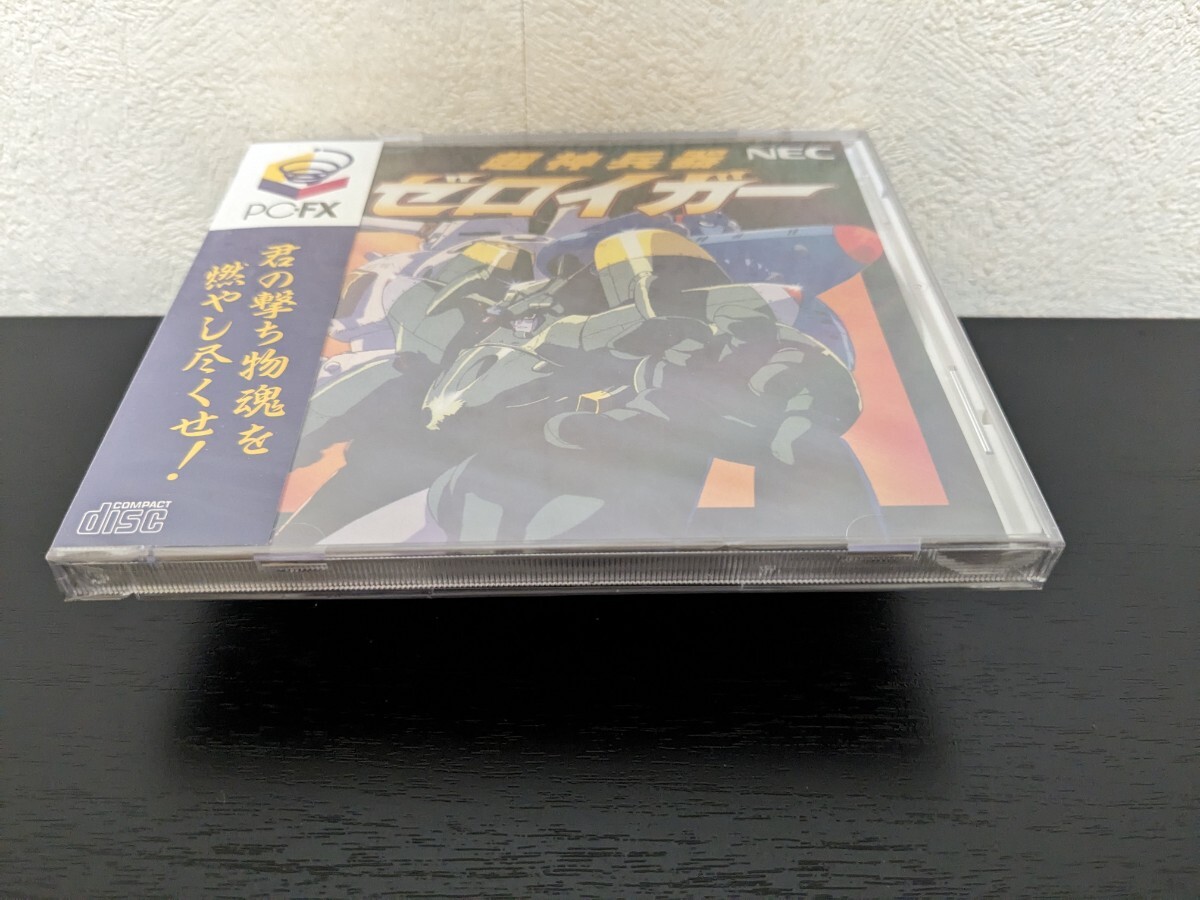 超神兵器
ゼロイガー
NEC
PC-FX
君の撃ち物魂を
燃やし尽くせ!
COMPACT
disc